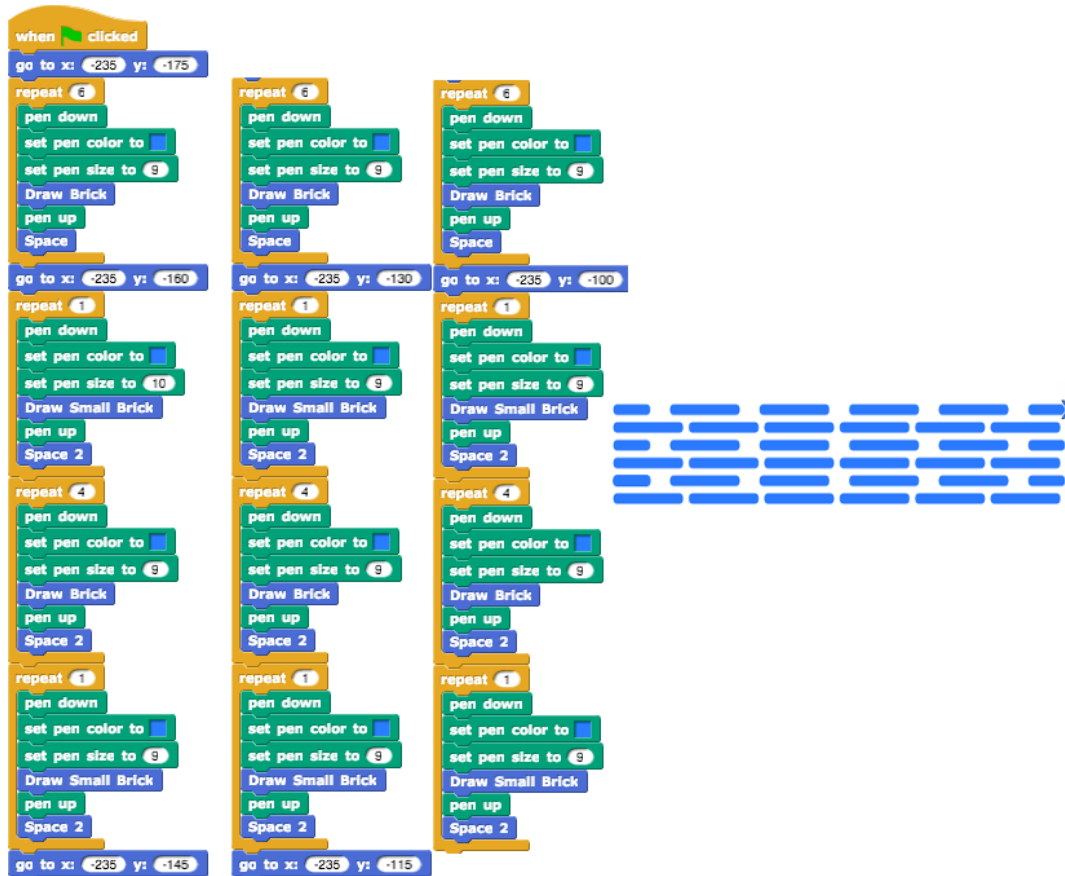 when clicked
go to x: -235 y: -175
repeat 6
pen down
set pen color to
set pen size to 9
Draw Brick
pen up
Space
go to x: -235 y: -160
repeat 1
pen down
set pen color to
set pen size to 10
Draw Small Brick
pen up
Space 2
repeat 4
pen down
set pen color to
set pen size to 9
Draw Brick
pen up
Space 2
repeat 1
pen down
set pen color to
set pen size to 9
Draw Small Brick
pen up
Space 2
go to x: -235 y: -145
repeat 6
pen down
set pen color to
set pen size to 9
Draw Brick
pen up
Space
go to x: -235 y: -130
repeat 1
pen down
set pen color to
set pen size to 9
Draw Small Brick
pen up
Space 2
repeat 4
pen down
set pen color to
set pen size to 9
Draw Brick
pen up
Space 2
repeat 1
pen down
set pen color to
set pen size to 9
Draw Small Brick
pen up
Space 2
go to x: -235 y: -115
repeat 6
pen down
set pen color to
set pen size to 9
Draw Brick
pen up
Space
go to x: -235 y: -100
repeat 1
pen down
set pen color to
set pen size to 9
Draw Small Brick
pen up
Space 2
repeat 4
pen down
set pen color to
set pen size to 9
Draw Brick
pen up
Space 2
repeat 1
pen down
set pen color to
set pen size to 9
Draw Small Brick
pen up
Space 2